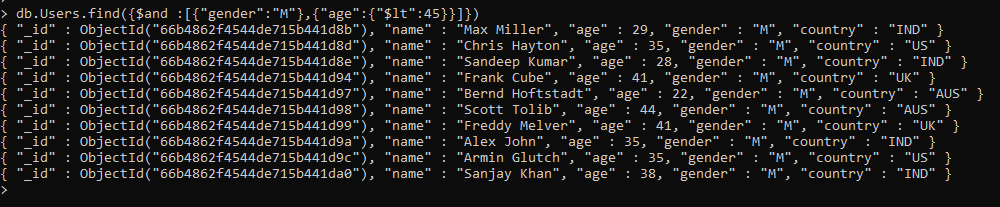 > db.Users.find({$and :[{"gender":"M"},{"age":{"$lt":45}}]})
{ "_id" : ObjectId("66b4862f4544de715b441d8b"), "name" : "Max Miller", "age" : 29, "gender" : "M", "country" : "IND" }
{ "_id" : ObjectId("66b4862f4544de715b441d8d"), "name" : "Chris Hayton", "age" : 35, "gender" : "M", "country" : "US" }
{ "_id" : ObjectId("66b4862f4544de715b441d8e"), "name" : "Sandeep Kumar", "age" : 28, "gender" : "M", "country" : "IND" }
{ "_id" : ObjectId("66b4862f4544de715b441d94"), "name" : "Frank Cube", "age" : 41, "gender" : "M", "country" : "UK" }
{ "_id" : ObjectId("66b4862f4544de715b441d97"), "name" : "Bernd Hoftstadt", "age" : 22, "gender" : "M", "country" : "AUS" }
{ "_id" : ObjectId("66b4862f4544de715b441d98"), "name" : "Scott Tolib", "age" : 44, "gender" : "M", "country" : "AUS" }
{ "_id" : ObjectId("66b4862f4544de715b441d99"), "name" : "Freddy Melver", "age" : 41, "gender" : "M", "country" : "UK" }
{ "_id" : ObjectId("66b4862f4544de715b441d9a"), "name" : "Alex John", "age" : 35, "gender" : "M", "country" : "IND" }
{ "_id" : ObjectId("66b4862f4544de715b441d9c"), "name" : "Armin Glutch", "age" : 35, "gender" : "M", "country" : "US" }
{ "_id" : ObjectId("66b4862f4544de715b441da0"), "name" : "Sanjay Khan", "age" : 38, "gender" : "M", "country" : "IND" }
>